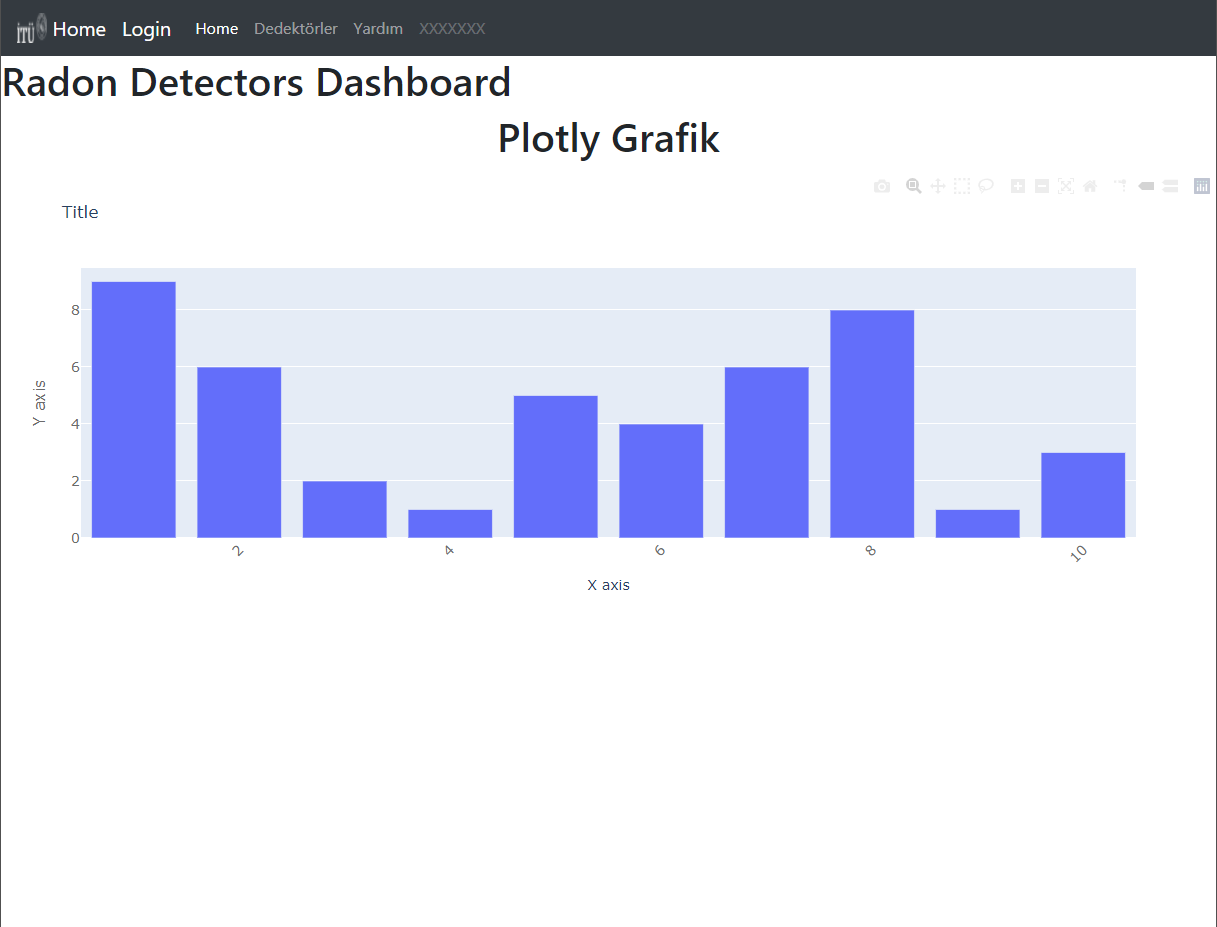 İTÜ Home Login Home Dedektörler Yardım XXXXXXX
Radon Detectors Dashboard
Plotly Grafik
Title
8
6
4
2
0
Y axis
2 4 6 8 10
X axis